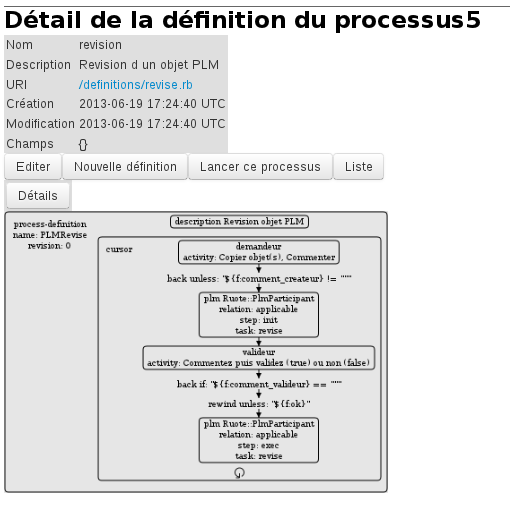 Détail de la définition du processus5
Nom revision
Description Revision d un objet PLM
URI /definitions/revise.rb
Création 2013-06-19 17:24:40 UTC
Modification 2013-06-19 17:24:40 UTC
Champs {}
Editer Nouvelle définition Lancer ce processus Liste
Détails
process-definition
name: PLMRevise
revision: 0
description Revision objet PLM
cursor
demandeur
activity: Copier objet(s), Commenter
back unless: "${f:comment_createur} != """
plm Ruote::PlmParticipant
relation: applicable
step: init
task: revise
valideur
activity: Commentez puis validez (true) ou non (false)
back if: "${f:comment_valideur} == """
rewind unless: "${f:ok}"
plm Ruote::PlmParticipant
relation: applicable
step: exec
task: revise